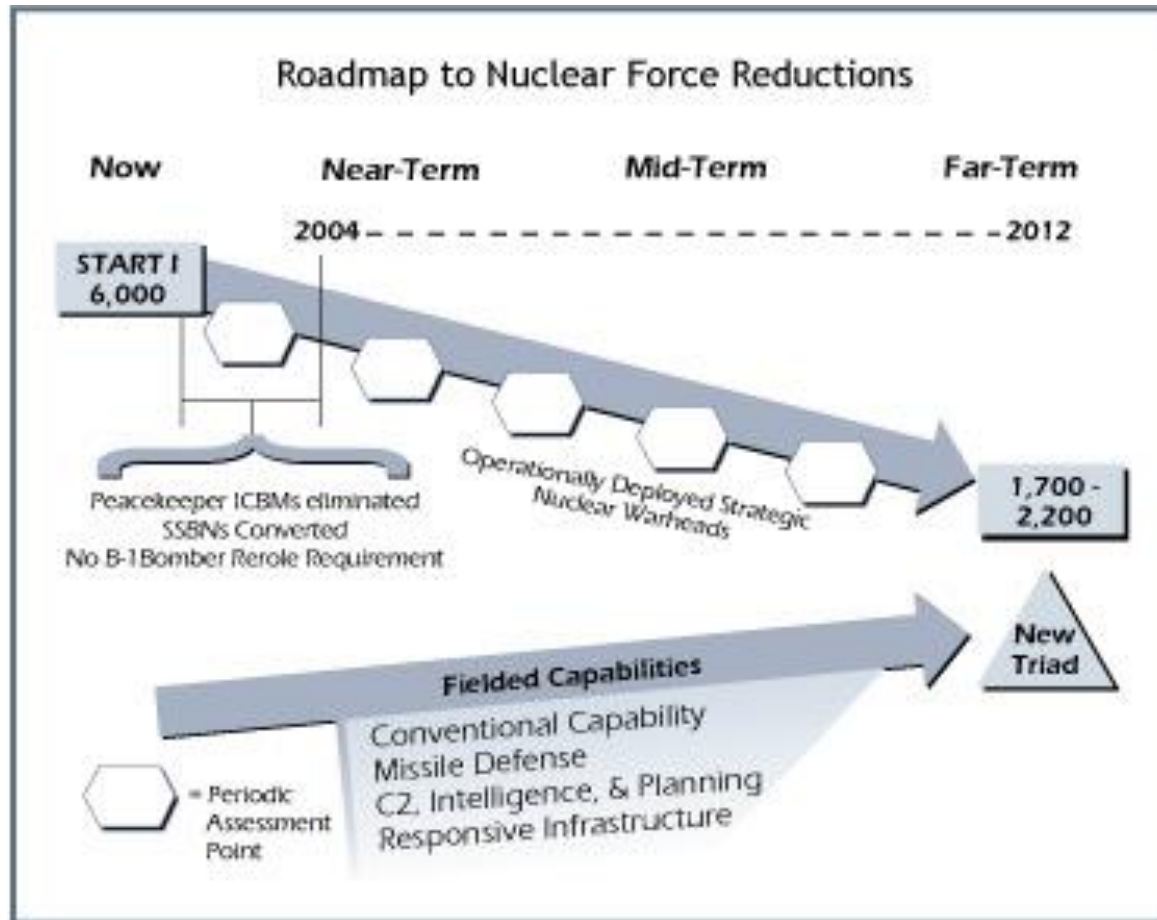 Roadmap to Nuclear Force Reductions
Now
Near-Term
Mid-Term
Far-Term
2004
2012
START I
6,000
Peacekeeper ICBMs eliminated
SSBNs Converted
No B-1Bomber Rerole Requirement
Operationally Deployed Strategic
Nuclear Warheads
1,700 -
2,200
New
Triad
Fielded Capabilities
Conventional Capability
Missile Defense
C2, Intelligence, & Planning
Responsive Infrastructure
= Periodic
Assessment
Point